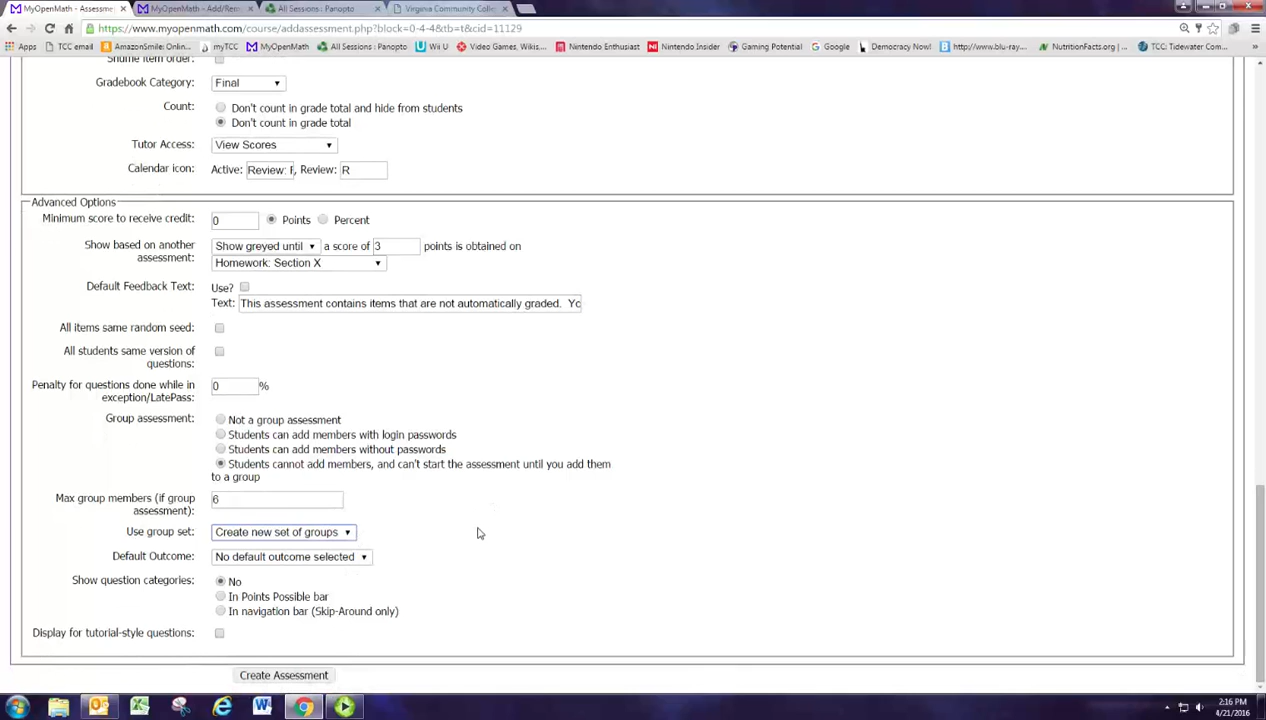 MyOpenMath - Assessme
MyOpenMath - Add/Rem
All Sessions : Panopto
Virginia Community Colleg
https://www.myopenmath.com/course/addassessment.php?block=0-4-4&tb=t&cid=11129
Apps TCC email AmazonSmile: Onlin... myTCC MyOpenMath All Sessions : Panopto Wii U Video Games, Wikis... Nintendo Enthusiast Nintendo Insider Gaming Potential Google Democracy Now! http://www.blu-ray... NutritionFacts.org | TCC: Tidewater Com...
Shuffle item order:
Gradebook Category: Final
Count: Don't count in grade total and hide from students
Don't count in grade total
Tutor Access: View Scores
Calendar icon: Active: Review: F, Review: R
Advanced Options
Minimum score to receive credit: 0 Points Percent
Show based on another assessment: Show greyed until a score of 3 points is obtained on
Homework: Section X
Default Feedback Text: Use?
Text: This assessment contains items that are not automatically graded. Yo
All items same random seed:
All students same version of questions:
Penalty for questions done while in exception/LatePass: 0 %
Group assessment: Not a group assessment
Students can add members with login passwords
Students can add members without passwords
Students cannot add members, and can't start the assessment until you add them
to a group
Max group members (if group assessment): 6
Use group set: Create new set of groups
Default Outcome: No default outcome selected
Show question categories: No
In Points Possible bar
In navigation bar (Skip-Around only)
Display for tutorial-style questions:
Create Assessment
2:16 PM
4/21/2016